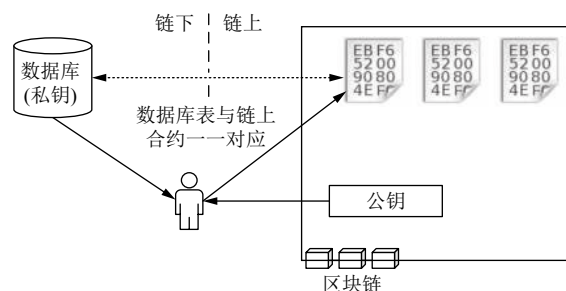 链下 链上
数据库
(私钥)
EB F6
52 00
90 80
4E FC
EB F6
52 00
90 80
4E FC
EB F6
52 00
90 80
4E FC
数据库表与链上
合约一一对应
公钥
区块链